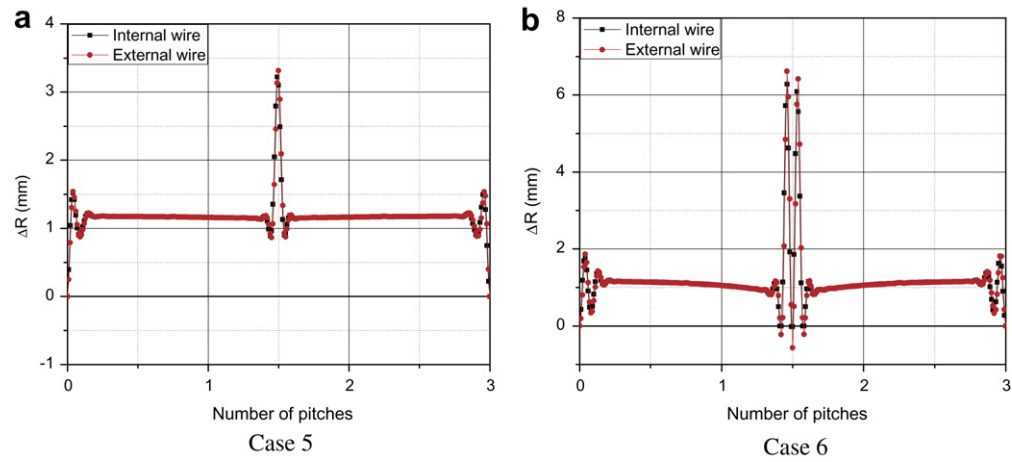 a
4
3
2
1
0
-1
ΔR (mm)
Internal wire
External wire
0
1
2
3
Number of pitches
Case 5
b
8
6
4
2
0
ΔR (mm)
Internal wire
External wire
0
1
2
3
Number of pitches
Case 6